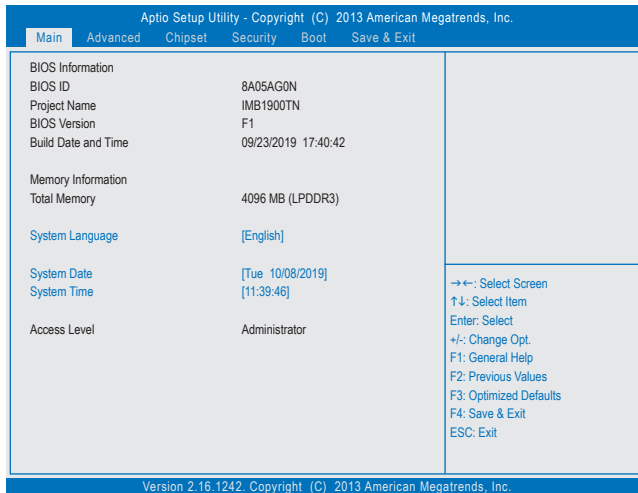 Aptio Setup Utility - Copyright (C) 2013 American Megatrends, Inc.
Main Advanced Chipset Security Boot Save & Exit
BIOS Information
BIOS ID 8A05AG0N
Project Name IMB1900TN
BIOS Version F1
Build Date and Time 09/23/2019 17:40:42
Memory Information
Total Memory 4096 MB (LPDDR3)
System Language [English]
System Date [Tue 10/08/2019]
System Time [11:39:46]
Access Level Administrator
→←: Select Screen
↑↓: Select Item
Enter: Select
+/-: Change Opt.
F1: General Help
F2: Previous Values
F3: Optimized Defaults
F4: Save & Exit
ESC: Exit
Version 2.16.1242. Copyright (C) 2013 American Megatrends, Inc.